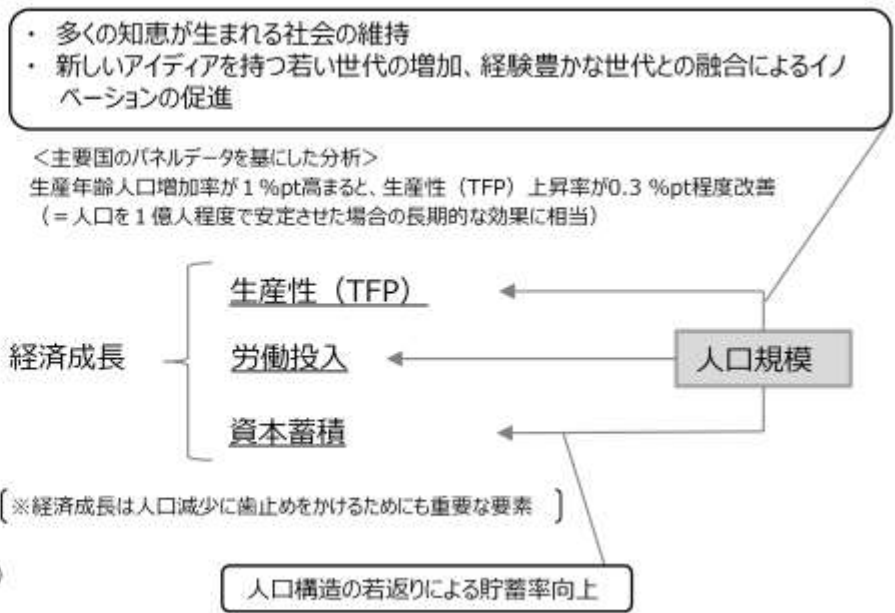 ・ 多くの知恵が生まれる社会の維持
・ 新しいアイディアを持つ若い世代の増加、経験豊かな世代との融合によるイノ
ベーションの促進
＜主要国のパネルデータを基にした分析＞
生産年齢人口増加率が１%pt高まると、生産性（TFP）上昇率が0.3 %pt程度改善
（＝人口を１億人程度で安定させた場合の長期的な効果に相当）
生産性（TFP）
経済成長
労働投入
人口規模
資本蓄積
※経済成長は人口減少に歯止めをかけるためにも重要な要素
人口構造の若返りによる貯蓄率向上